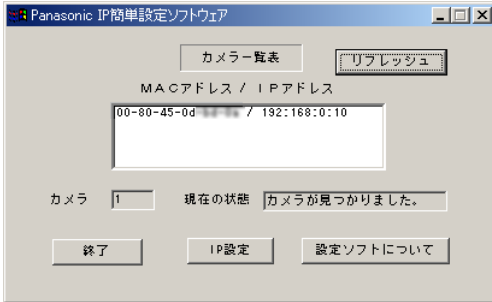 Panasonic IP簡単設定ソフトウェア
カメラ一覧表
リフレッシュ
MACアドレス / IPアドレス
00-80-45-0d / 192:168:0:10
カメラ 1 現在の状態 カメラが見つかりました。
終了 IP設定 設定ソフトについて